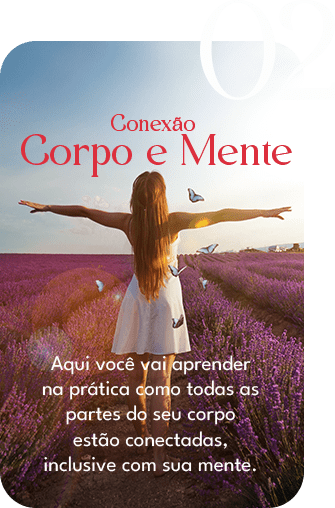 02
Conexão
Corpo e Mente
Aqui você vai aprender
na prática como todas as
partes do seu corpo
estão conectadas,
inclusive com sua mente.